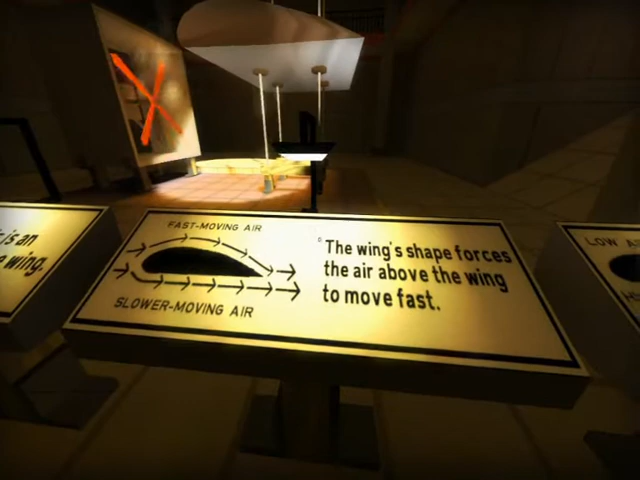 is an
wing.
FAST-MOVING AIR
SLOWER-MOVING AIR
The wing's shape forces
the air above the wing
to move fast.
LOW